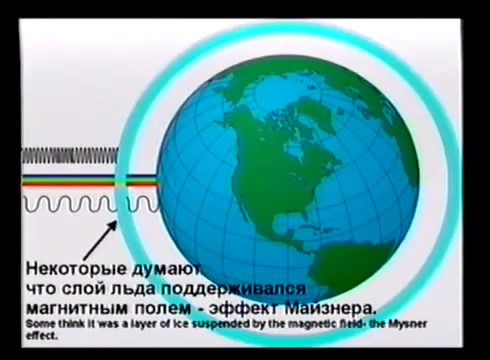 Некоторые думают
что слой льда поддерживался
магнитным полем - эффект Майзнера.
Some think it was a layer of ice suspended by the magnetic field- the Mysner
effect.